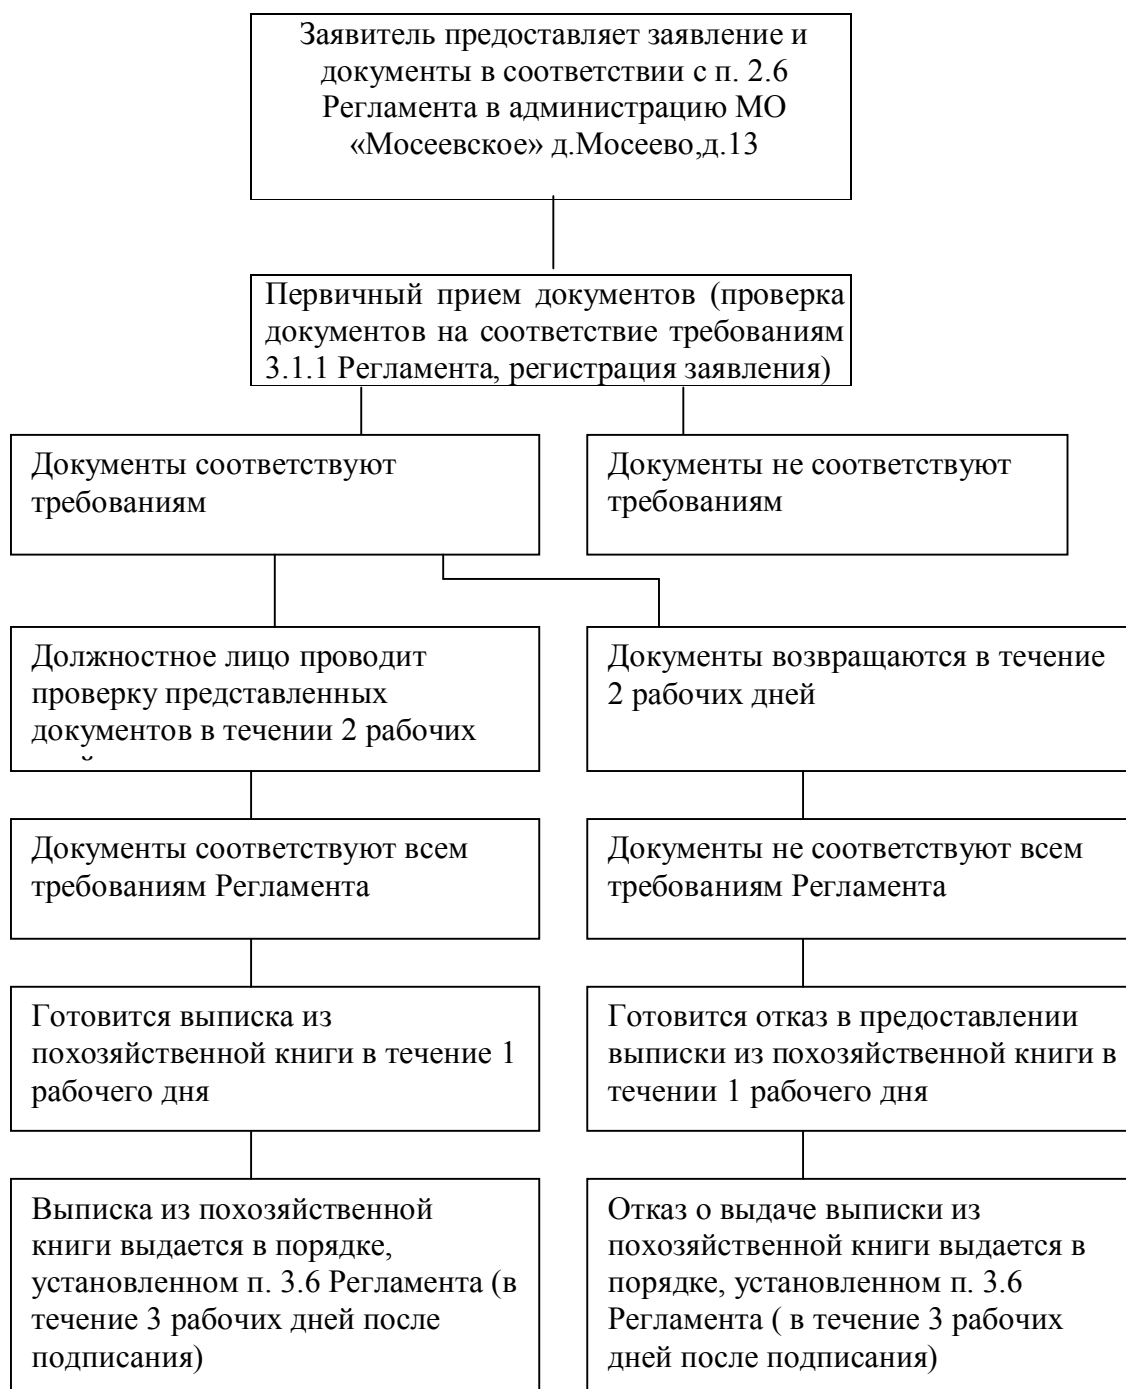 Заявитель предоставляет заявление и
документы в соответствии с п. 2.6
Регламента в администрацию МО
«Мосеевское» д.Мосеево,д.13
Первичный прием документов (проверка
документов на соответствие требованиям
3.1.1 Регламента, регистрация заявления)
Документы соответствуют
требованиям
Документы не соответствуют
требованиям
Должностное лицо проводит
проверку представленных
документов в течении 2 рабочих
Документы возвращаются в течение
2 рабочих дней
Документы соответствуют всем
требованиям Регламента
Документы не соответствуют всем
требованиям Регламента
Готовится выписка из
похозяйственной книги в течение 1
рабочего дня
Готовится отказ в предоставлении
выписки из похозяйственной книги в
течении 1 рабочего дня
Выписка из похозяйственной
книги выдается в порядке,
установленном п. 3.6 Регламента (в
течение 3 рабочих дней после
подписания)
Отказ о выдаче выписки из
похозяйственной книги выдается в
порядке, установленном п. 3.6
Регламента ( в течение 3 рабочих
дней после подписания)